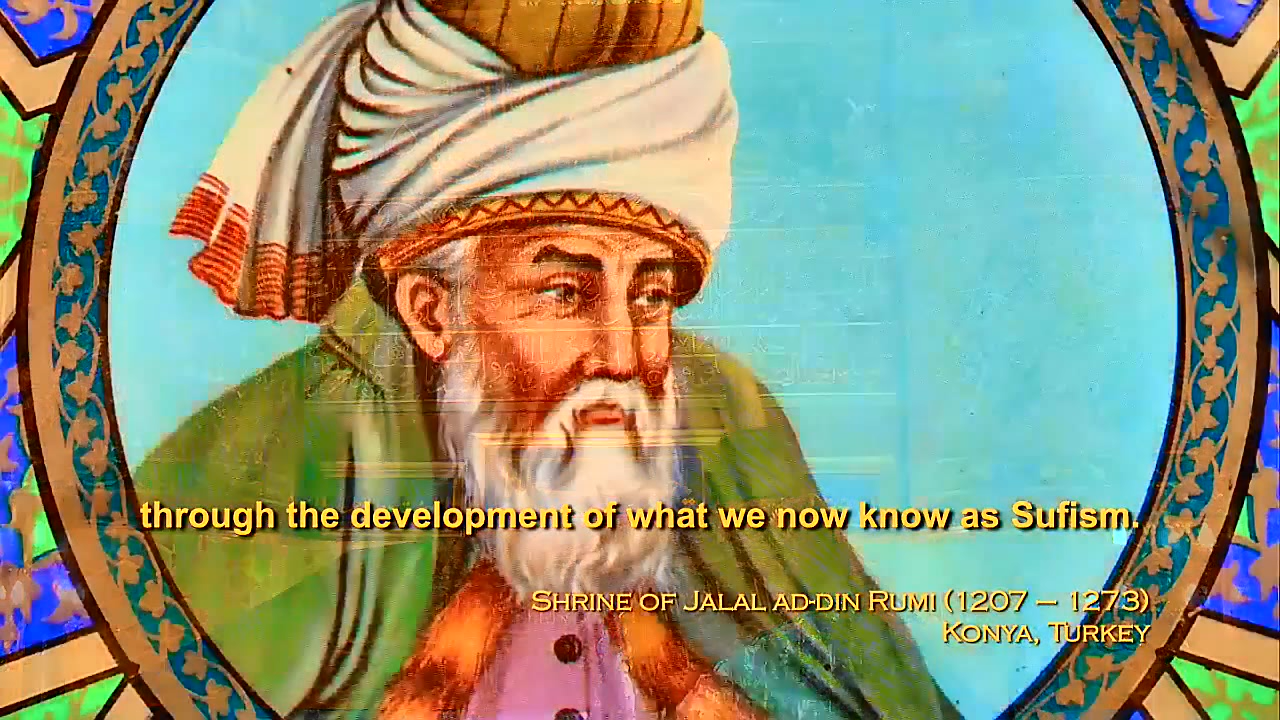 through the development of what we now know as Sufism.
Shrine of Jalal ad-din Rumi (1207 – 1273)
Konya, Turkey